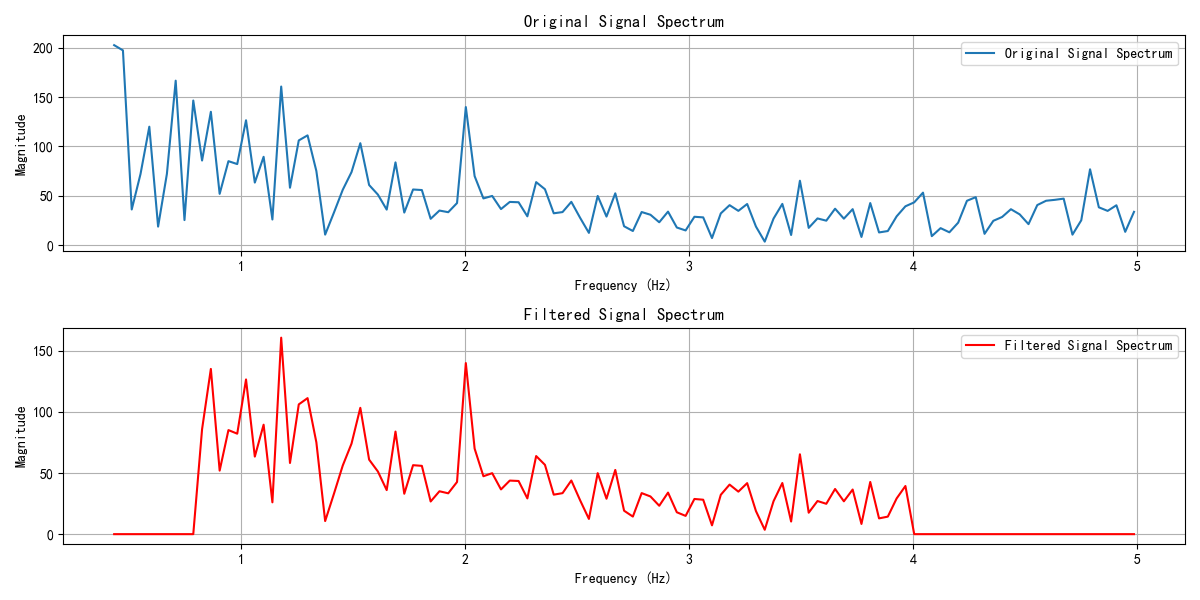 Original Signal Spectrum
200
150
100
50
0
Magnitude
Original Signal Spectrum
1
2
3
4
5
Frequency (Hz)
Filtered Signal Spectrum
150
100
50
0
Magnitude
Filtered Signal Spectrum
1
2
3
4
5
Frequency (Hz)